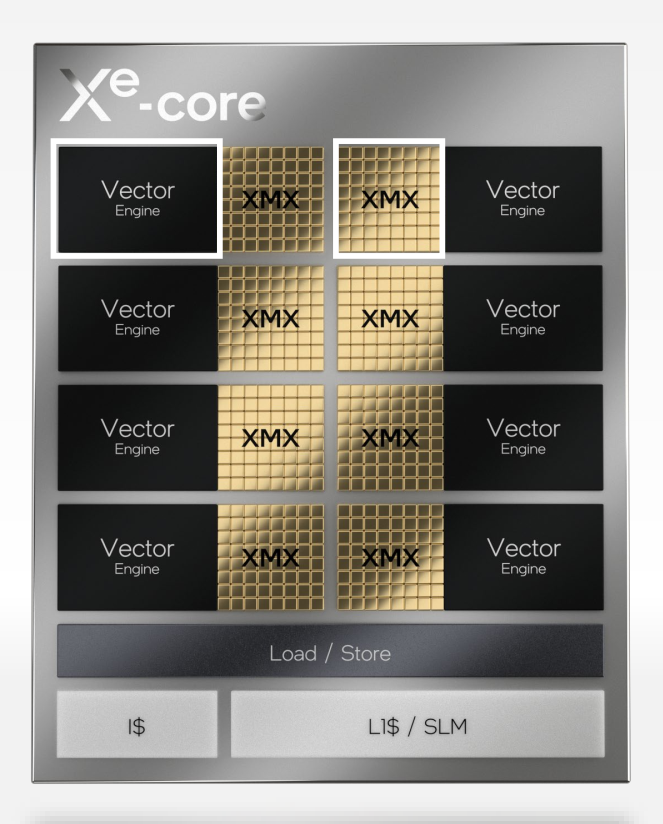 Xe-core
Vector
Engine
XMX
XMX
Vector
Engine
Vector
Engine
XMX
XMX
Vector
Engine
Vector
Engine
XMX
XMX
Vector
Engine
Vector
Engine
XMX
XMX
Vector
Engine
Load / Store
I$
L1$ / SLM